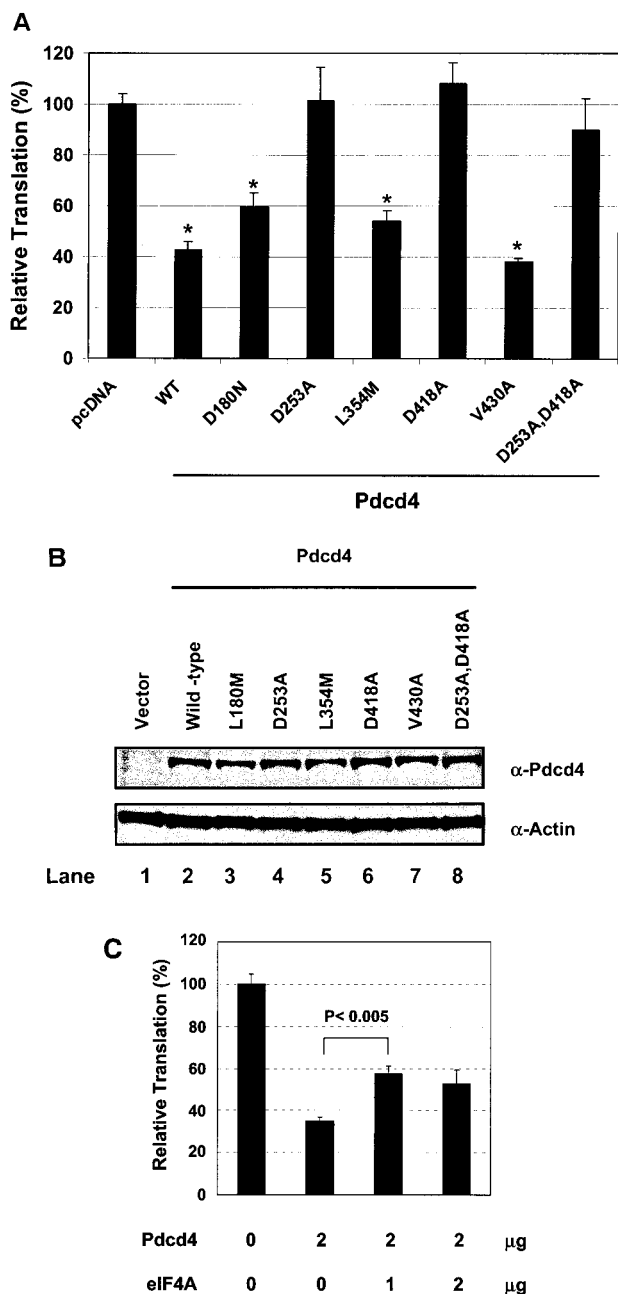 A
Relative Translation (%)
120
100
80
60
40
20
0
*
*
*
*
pcDNA
WT
D180N
D253A
L354M
D418A
V430A
D253A,D418A
Pdcd4
B
Pdcd4
Vector
Wild -type
L180M
D253A
L354M
D418A
V430A
D253A,D418A
α-Pdcd4
α-Actin
Lane 1 2 3 4 5 6 7 8
C
Relative Translation (%)
120
100
80
60
40
20
0
P< 0.005
Pdcd4 0 2 2 2 μg
eIF4A 0 0 1 2 μg